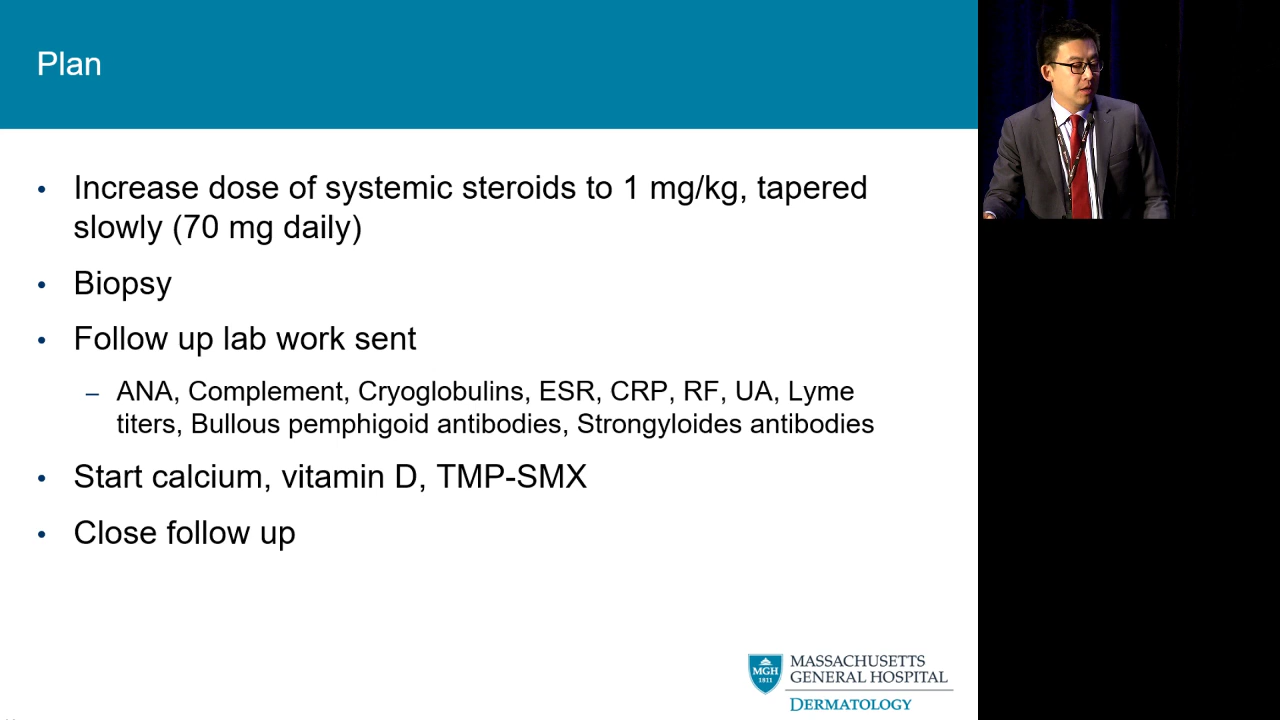 Plan
• Increase dose of systemic steroids to 1 mg/kg, tapered
slowly (70 mg daily)
• Biopsy
• Follow up lab work sent
– ANA, Complement, Cryoglobulins, ESR, CRP, RF, UA, Lyme
titers, Bullous pemphigoid antibodies, Strongyloides antibodies
• Start calcium, vitamin D, TMP-SMX
• Close follow up
MGH
1811
MASSACHUSETTS
GENERAL HOSPITAL
DERMATOLOGY